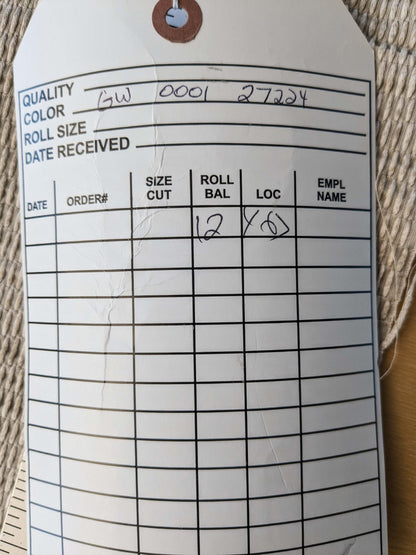 QUALITY
COLOR GW 0001 27224
ROLL SIZE
DATE RECEIVED
DATE ORDER# SIZE CUT ROLL BAL LOC EMPL NAME
12 Yds